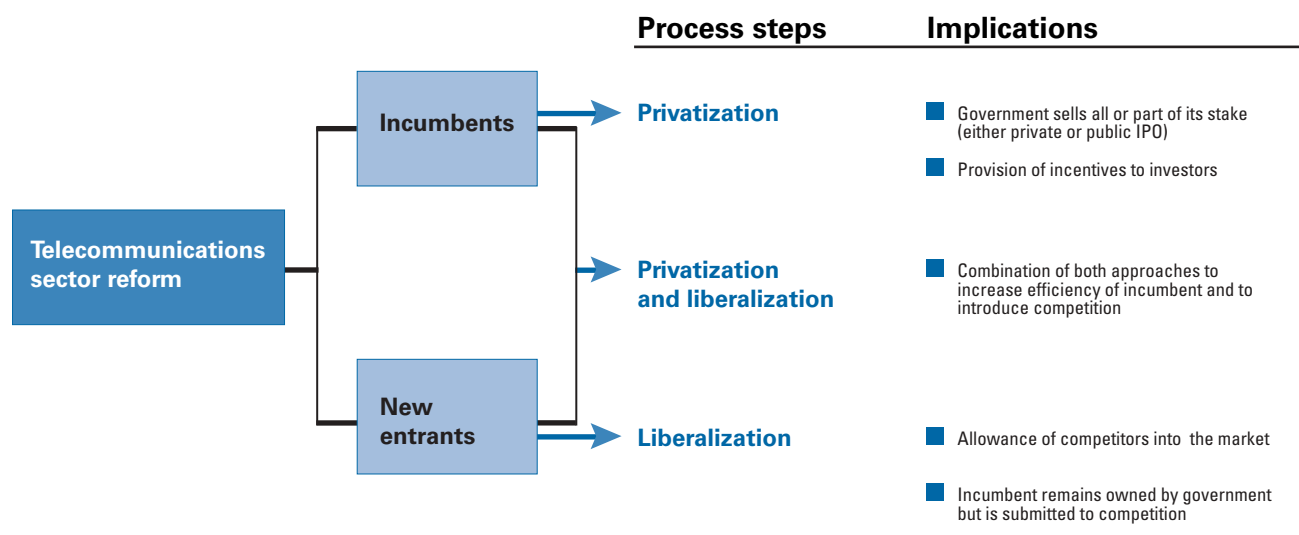 Process steps
Implications
Incumbents
Privatization
Government sells all or part of its stake
(either private or public IPO)
Provision of incentives to investors
Telecommunications
sector reform
Privatization
and liberalization
Combination of both approaches to
increase efficiency of incumbent and to
introduce competition
New
entrants
Liberalization
Allowance of competitors into the market
Incumbent remains owned by government
but is submitted to competition